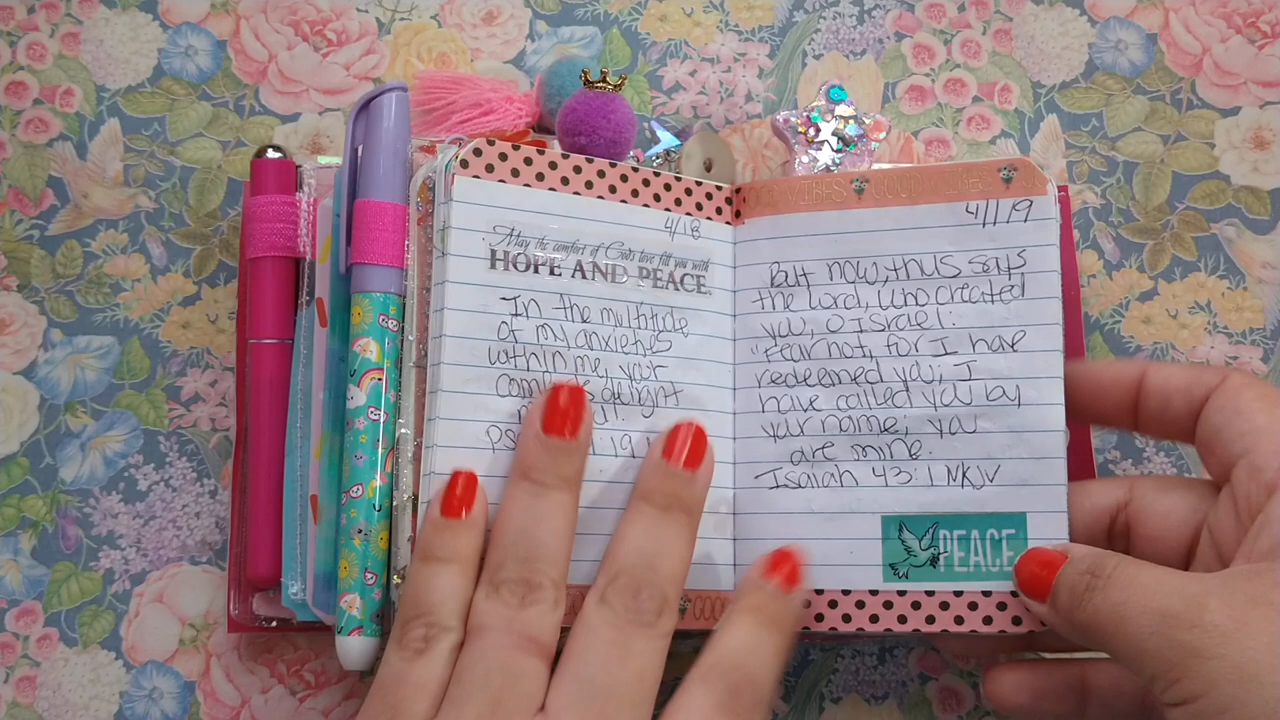 4/18
May the comfort of God's love fill you with
HOPE AND PEACE.
In the multitude
of my anxieties
within me, your
delight
:19
VIBES GOOD VIBES
4/1/19
But now, thus says
the Lord, who created
you, O Israel:
"Fear not, for I have
redeemed you; I
have called you by
your name; you
are mine.
Isaiah 43:1 NKJV
PEACE